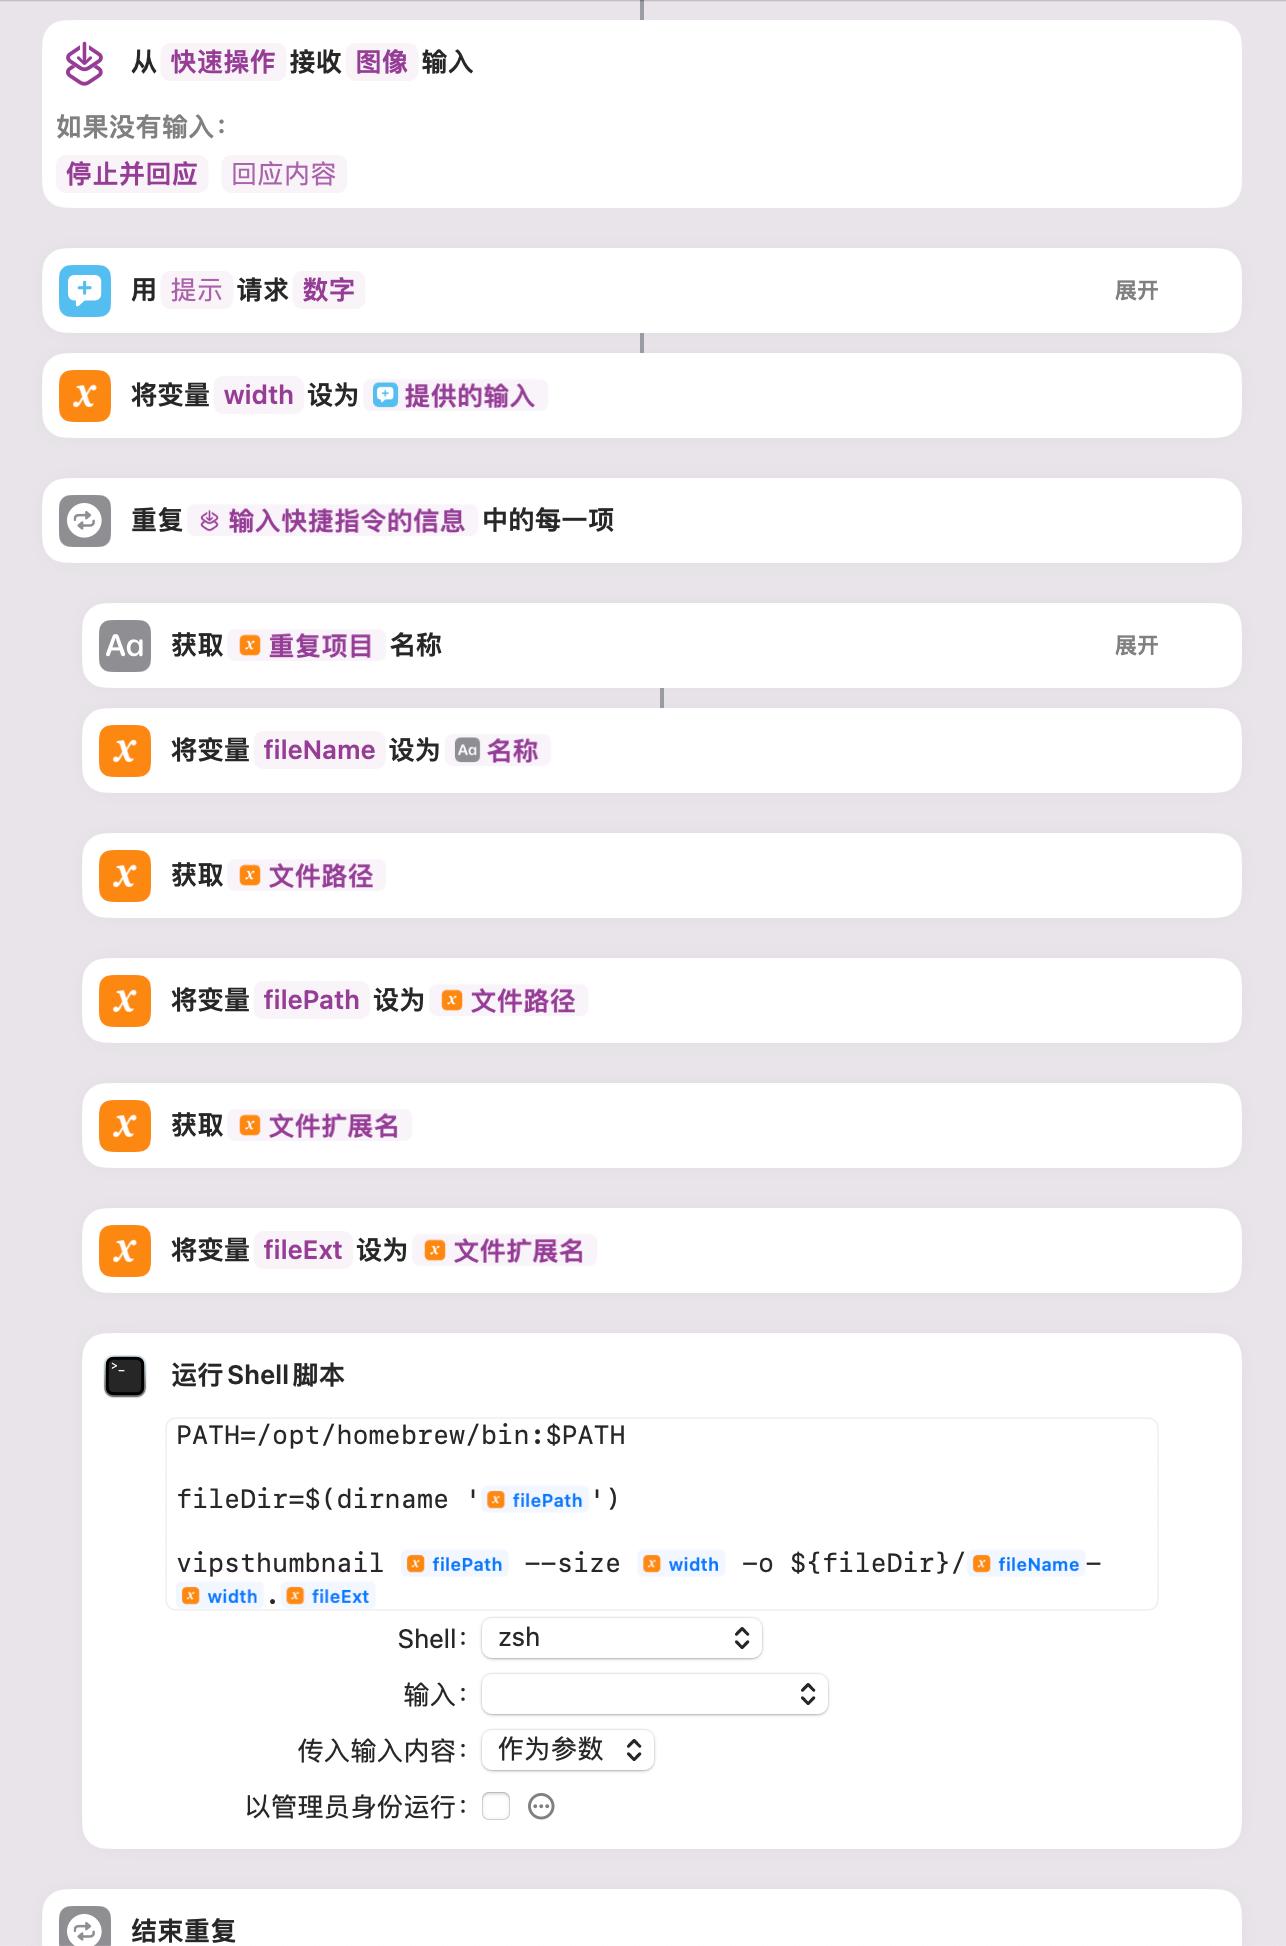 从 快速操作 接收 图像 输入
如果没有输入：
停止并回应 回应内容
用 提示 请求 数字 展开
x 将变量 width 设为 提供的输入
重复 输入快捷指令的信息 中的每一项
Aa 获取 x 重复项目 名称 展开
x 将变量 fileName 设为 Aa 名称
x 获取 x 文件路径
x 将变量 filePath 设为 x 文件路径
x 获取 x 文件扩展名
x 将变量 fileExt 设为 x 文件扩展名
>_ 运行 Shell 脚本
PATH=/opt/homebrew/bin:$PATH
fileDir=$(dirname 'x filePath')
vipsthumbnail x filePath --size x width -o ${fileDir}/x fileName-
x width.x fileExt
Shell： zsh
输入：
传入输入内容： 作为参数
以管理员身份运行：
结束重复